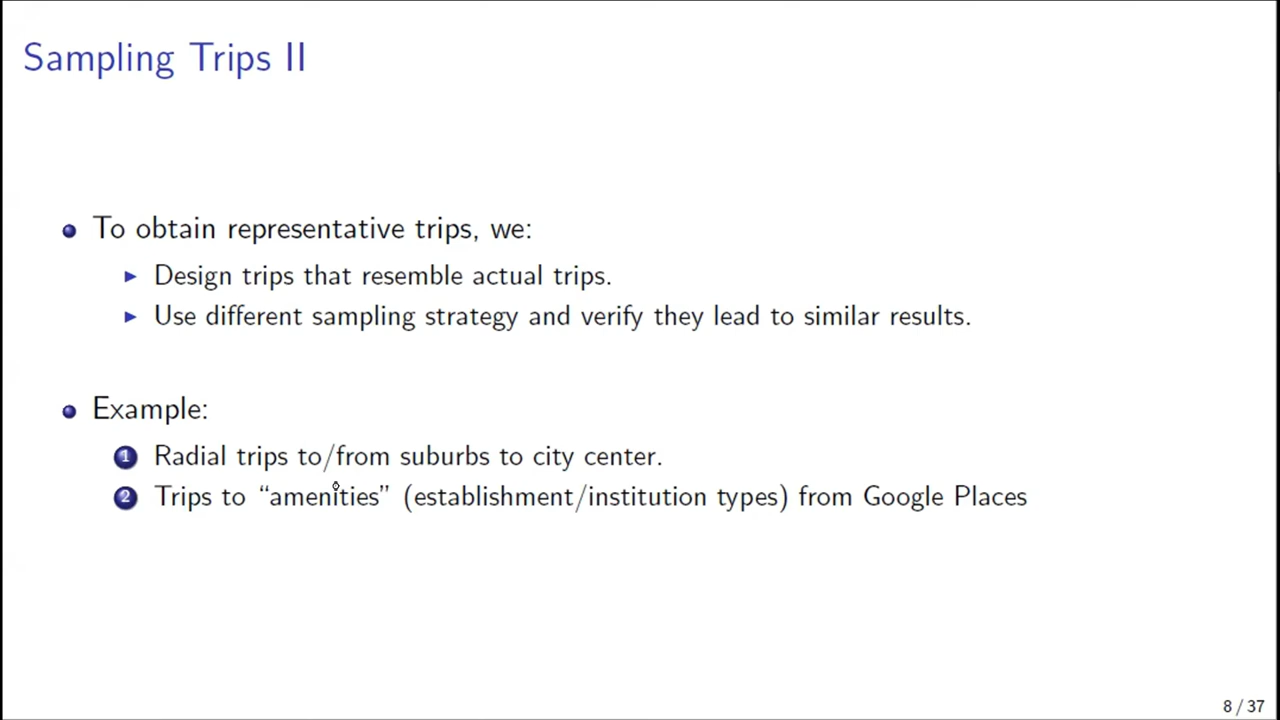 Sampling Trips II
To obtain representative trips, we:
Design trips that resemble actual trips.
Use different sampling strategy and verify they lead to similar results.
Example:
1 Radial trips to/from suburbs to city center.
2 Trips to “amenities” (establishment/institution types) from Google Places
8 / 37